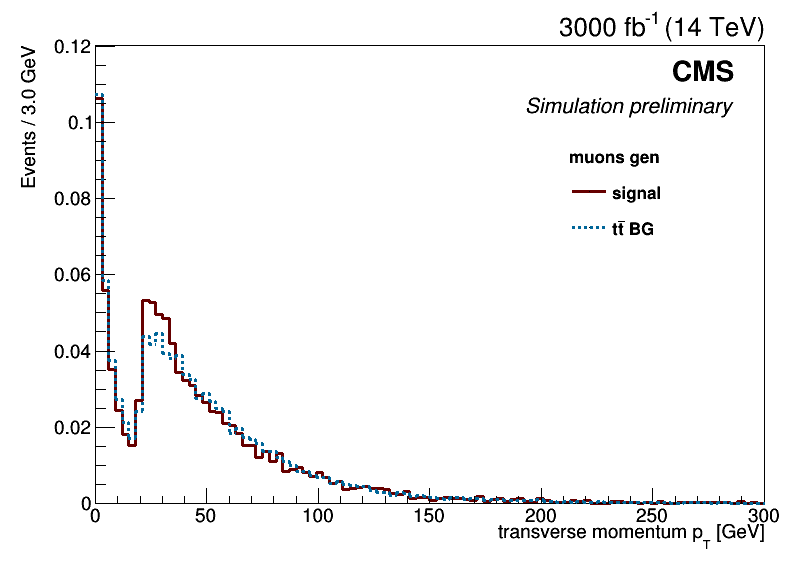 3000 fb-1 (14 TeV)
CMS
Simulation preliminary
muons gen
signal
tt̄ BG
Events / 3.0 GeV
0.12
0.1
0.08
0.06
0.04
0.02
0
0 50 100 150 200 250 300
transverse momentum pT [GeV]